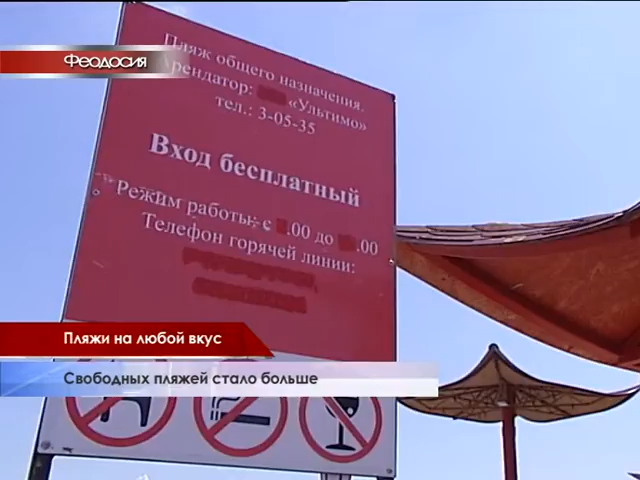 Феодосия
Пляж общего назначения.
Арендатор: «Ультимо»
тел.: 3-05-35
Вход бесплатный
Режим работы: с .00 до .00
Телефон горячей линии:
Пляжи на любой вкус
Свободных пляжей стало больше